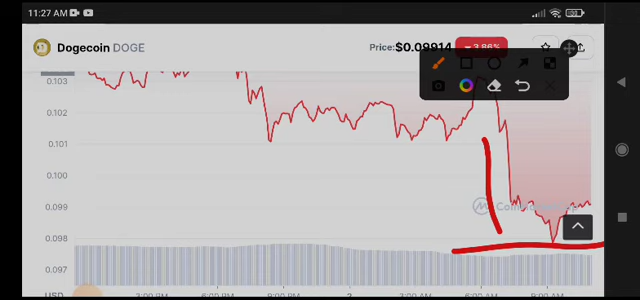 11:27 AM
Dogecoin DOGE
Price: $0.09914 − 3.86%
0.103
0.102
0.101
0.100
0.099
0.098
0.097
USD
3:00 PM 6:00 PM 9:00 PM 2 3:00 AM 6:00 AM 9:00 AM